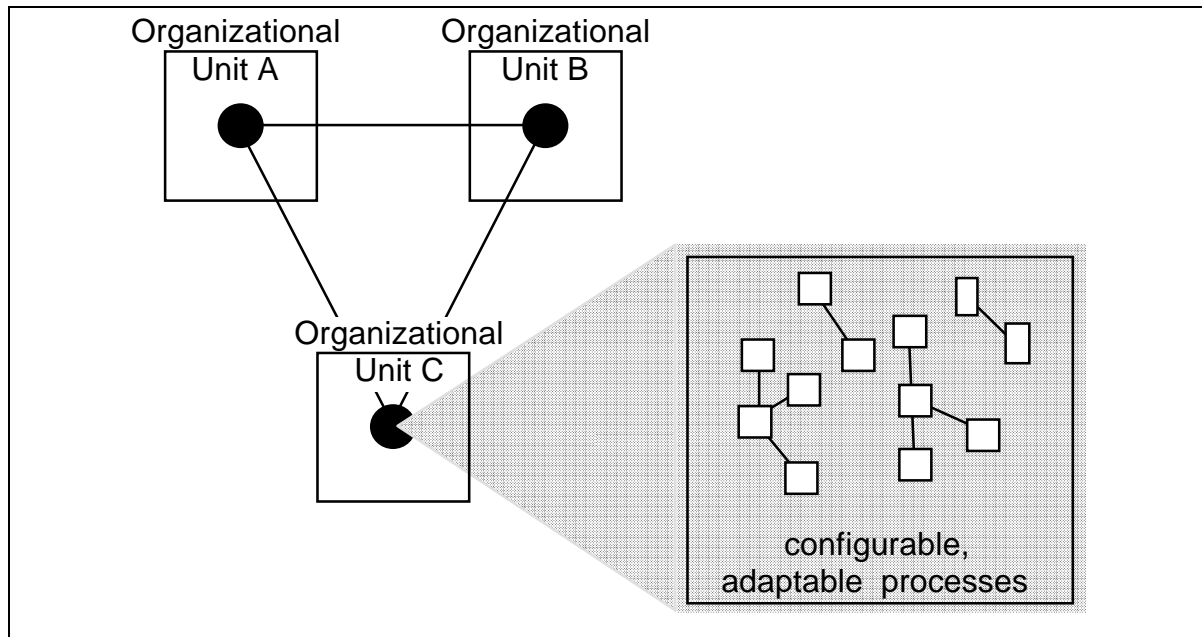 Organizational
Unit A
Organizational
Unit B
Organizational
Unit C
configurable,
adaptable processes